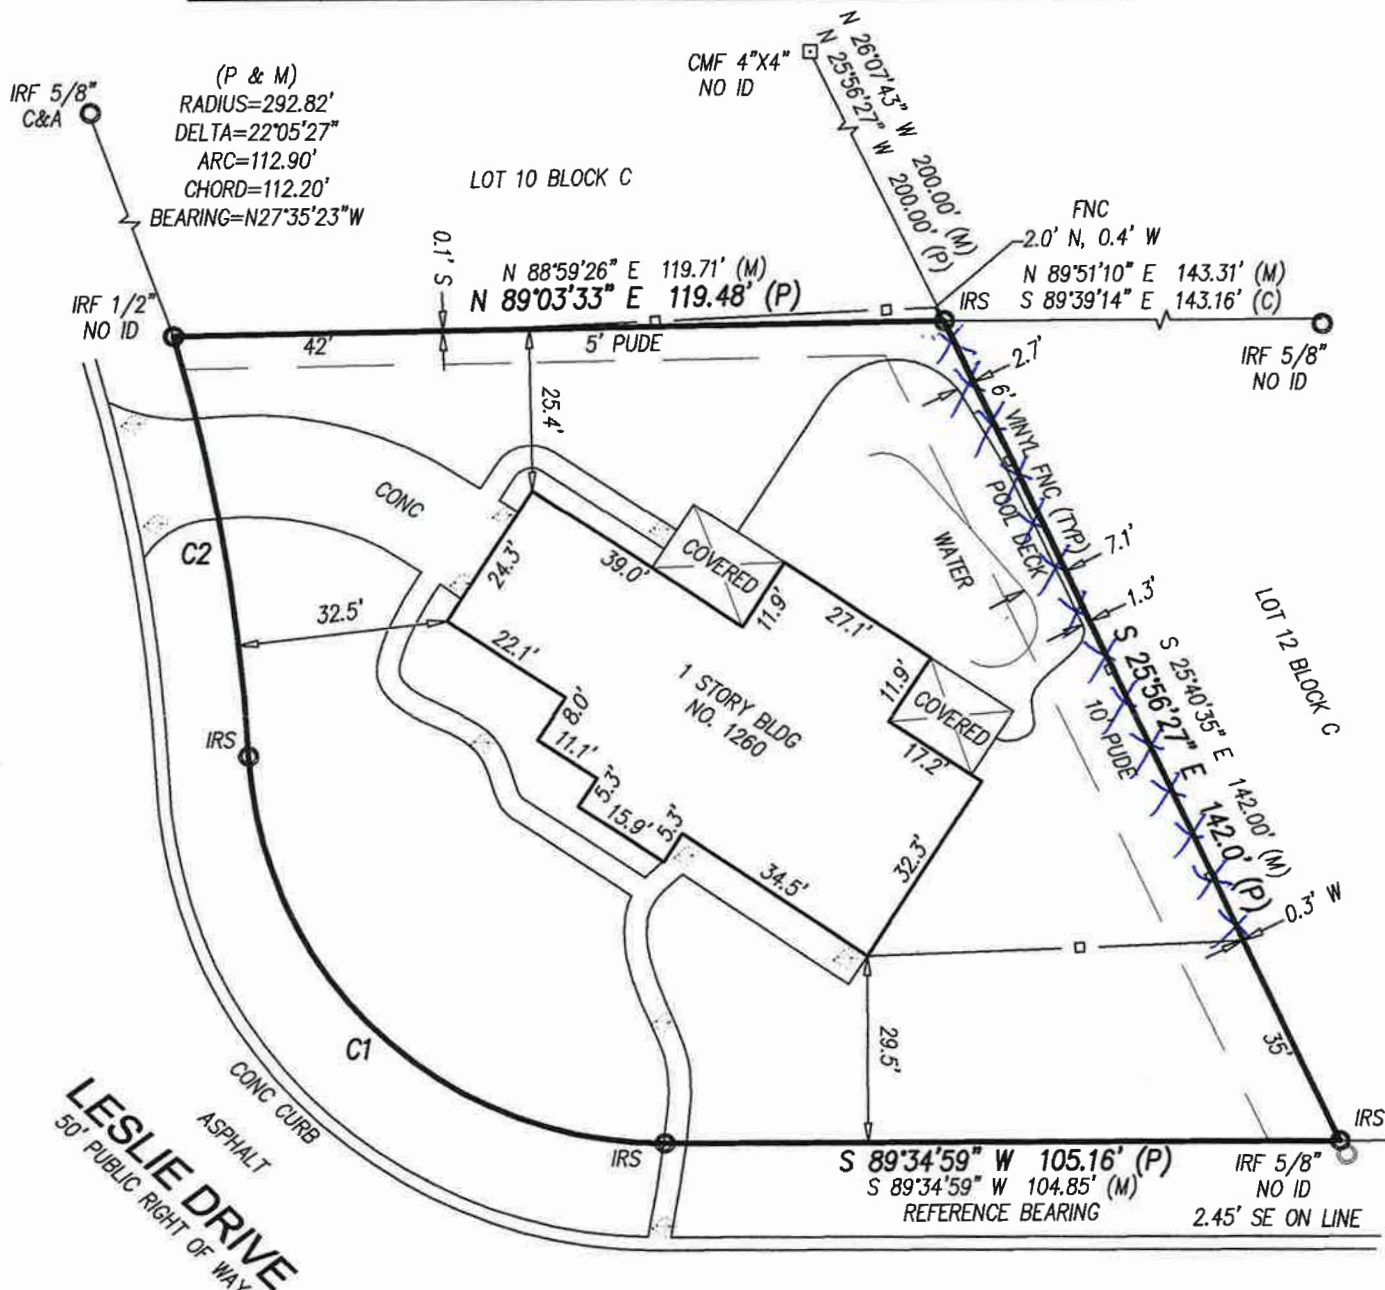 (P & M)
RADIUS=292.82'
DELTA=22°05'27"
ARC=112.90'
CHORD=112.20'
BEARING=N27°35'23"W
IRF 5/8"
C&A
CMF 4"X4"
NO ID
N 26°07'43" W 200.00' (M)
N 25°56'27" W 200.00' (P)
LOT 10 BLOCK C
FNC
2.0' N, 0.4' W
0.1' S
N 88°59'26" E 119.71' (M)
N 89°03'33" E 119.48' (P)
N 89°51'10" E 143.31' (M)
S 89°39'14" E 143.16' (C)
IRS
IRF 1/2"
NO ID
42'
5' PUDE
IRF 5/8"
NO ID
2.7'
25.4'
6' VINYL FNC (TYP)
POOL DECK
CONC
WATER
7.1'
1.3'
C2
24.3'
39.0'
COVERED
11.9'
27.1'
32.5'
22.1'
8.0'
11.1'
5.3'
15.9'
5.3'
34.5'
1 STORY BLDG
NO. 1260
11.9'
COVERED
17.2'
32.3'
LOT 12 BLOCK C
S 25°40'35" E 142.00' (M)
S 25°56'27" E 142.0' (P)
10' PUDE
0.3' W
IRS
29.5'
35'
C1
CONC CURB
ASPHALT
LESLIE DRIVE
50' PUBLIC RIGHT OF WAY
IRS
S 89°34'59" W 105.16' (P)
S 89°34'59" W 104.85' (M)
REFERENCE BEARING
IRS
IRF 5/8"
NO ID
2.45' SE ON LINE